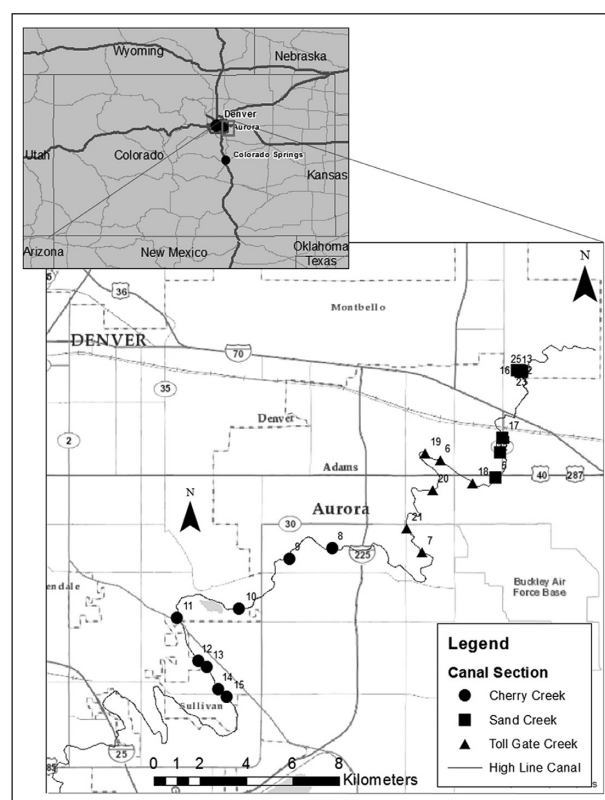 Wyoming
Nebraska
Denver
Aurora
Utah
Colorado
Colorado Springs
Kansas
Arizona
New Mexico
Oklahoma
Texas
N
36
Montbello
DENVER
70
25 13
16
23
35
17
2
Denver
19
6
Adams
18
40
287
20
N
Aurora
21
30
8
7
9
225
Buckley Air
Force Base
10
11
12
13
14
15
Sullivan
25
0 2 4 6 8
Kilometers
Legend
Canal Section
Cherry Creek
Sand Creek
Toll Gate Creek
High Line Canal